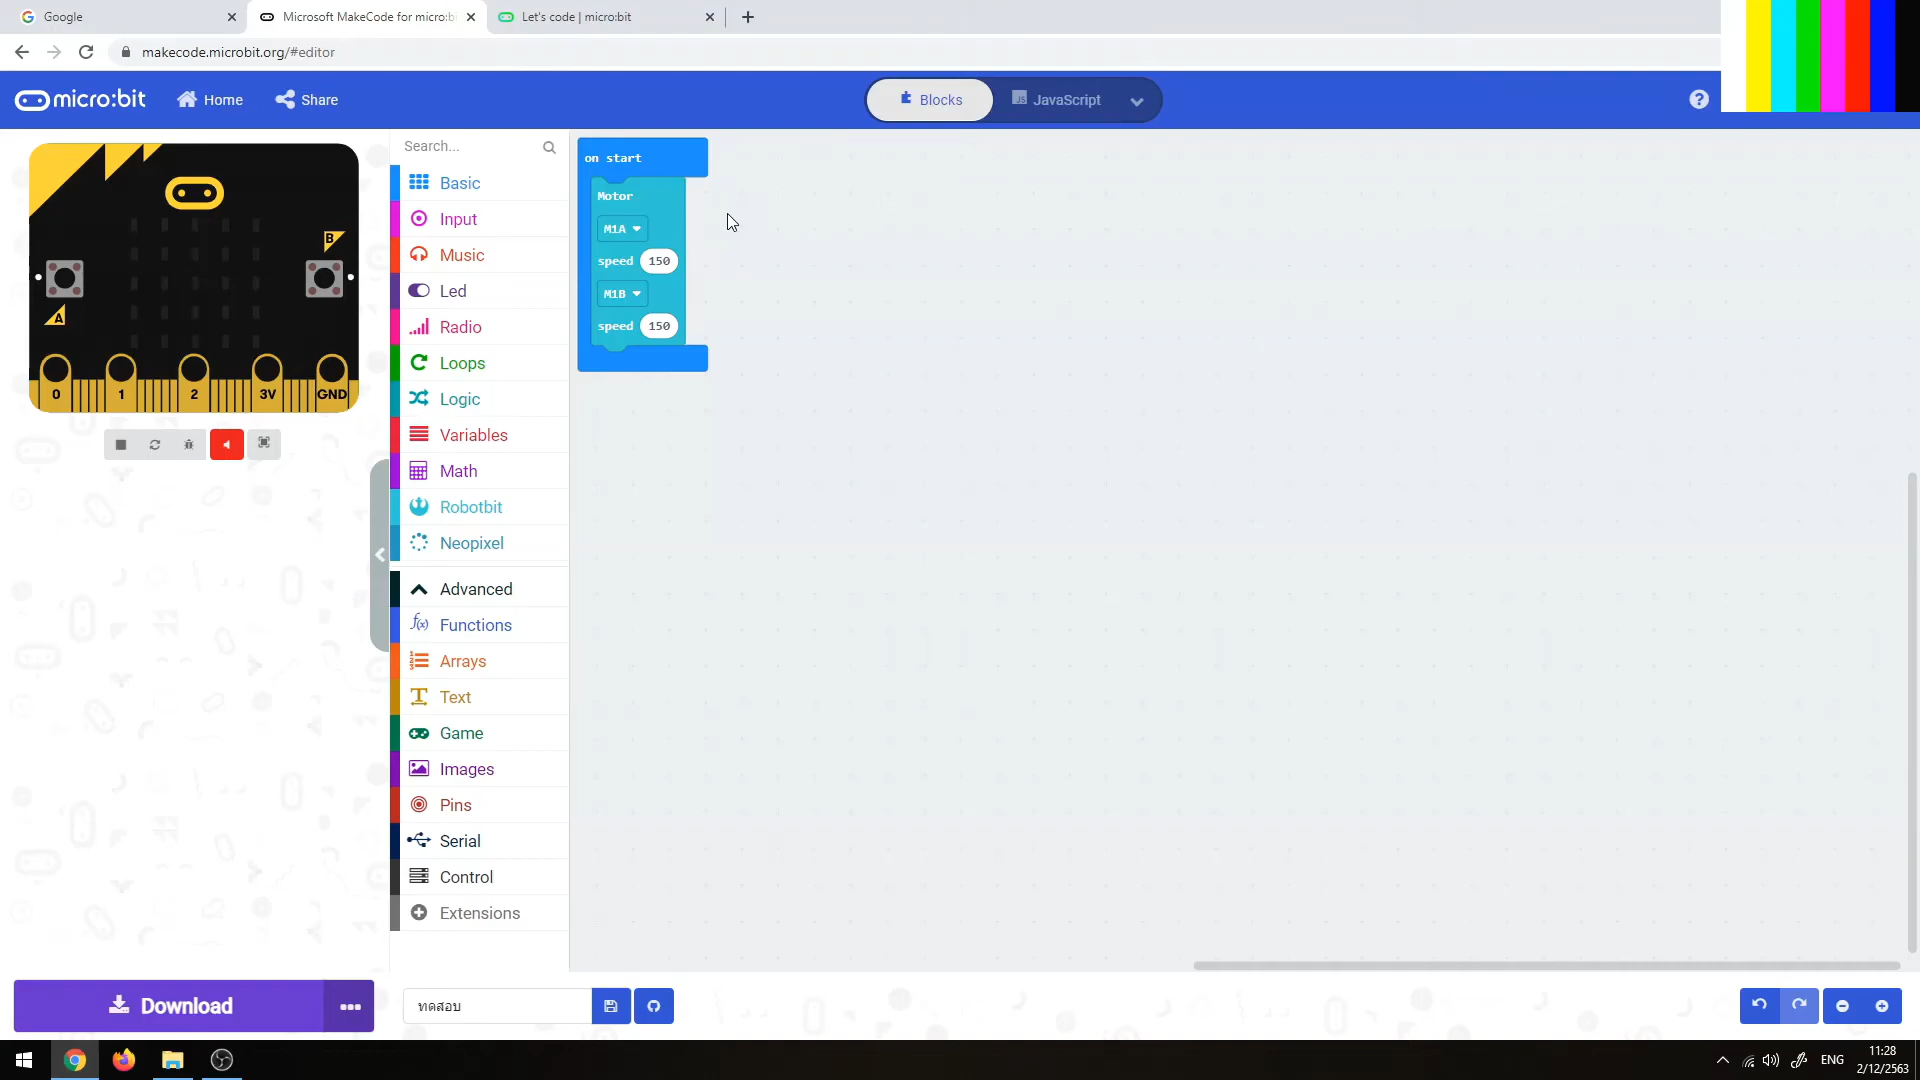 Google
Microsoft MakeCode for micro:b
Let's code | micro:bit
makecode.microbit.org/#editor
micro:bit
Home
Share
Blocks
JS
JavaScript
?
Search...
on start
Motor
M1A
speed 150
M1B
speed 150
B
A
0 1 2 3V GND
Basic
Input
Music
Led
Radio
Loops
Logic
Variables
Math
Robotbit
Neopixel
Advanced
f(x) Functions
Arrays
Text
Game
Images
Pins
Serial
Control
Extensions
Download
ทดสอบ
ENG
11:28
2/12/2563